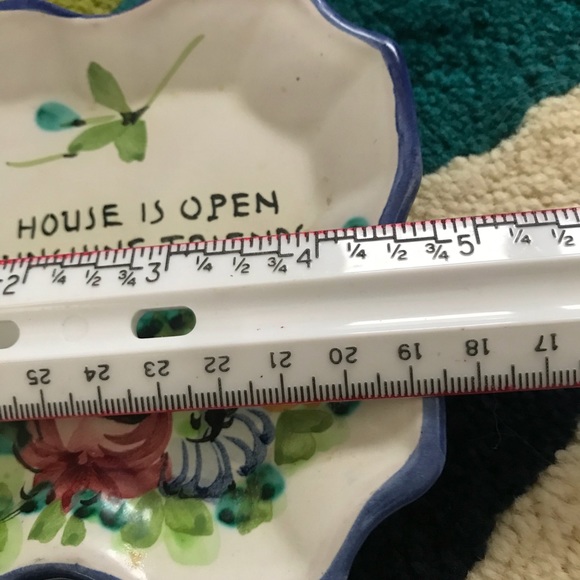 HOUSE IS OPEN
2 ¼ ½ ¾ 3 ¼ ½ ¾ 4 ¼ ½ ¾ 5 ¼ ½
17 18 19 20 21 22 23 24 25